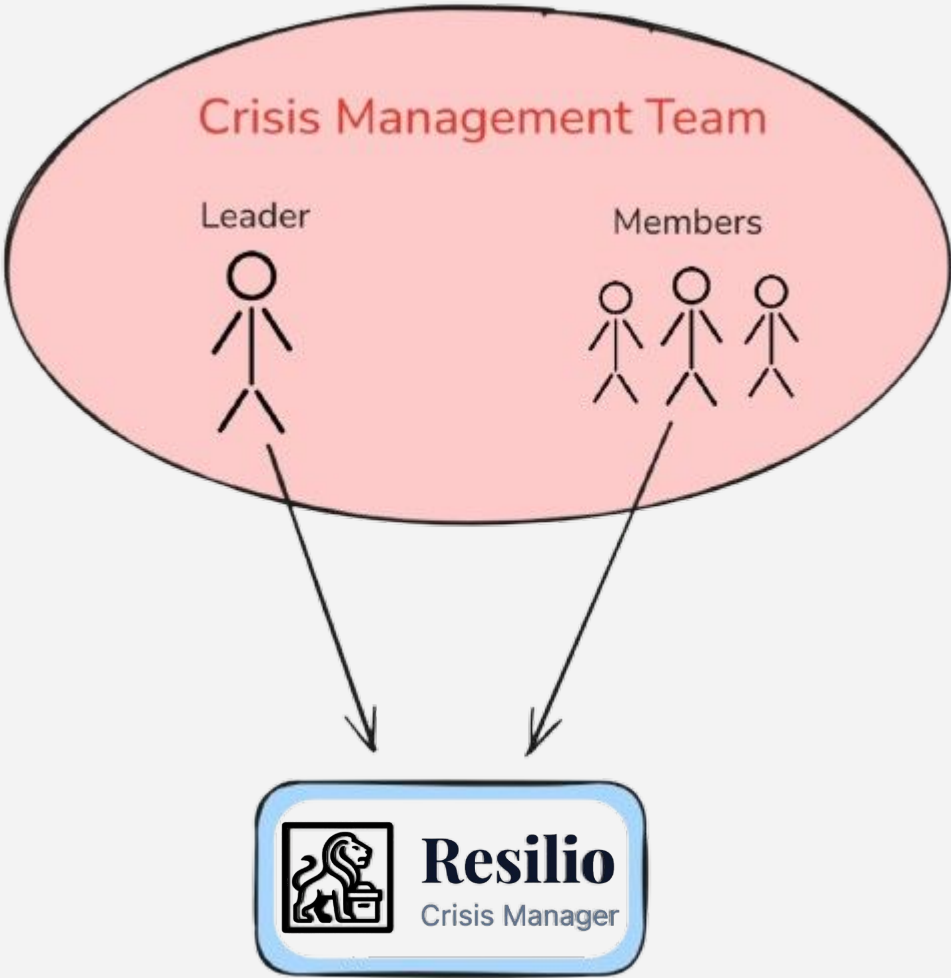 Crisis Management Team
Leader
Members
Resilio
Crisis Manager